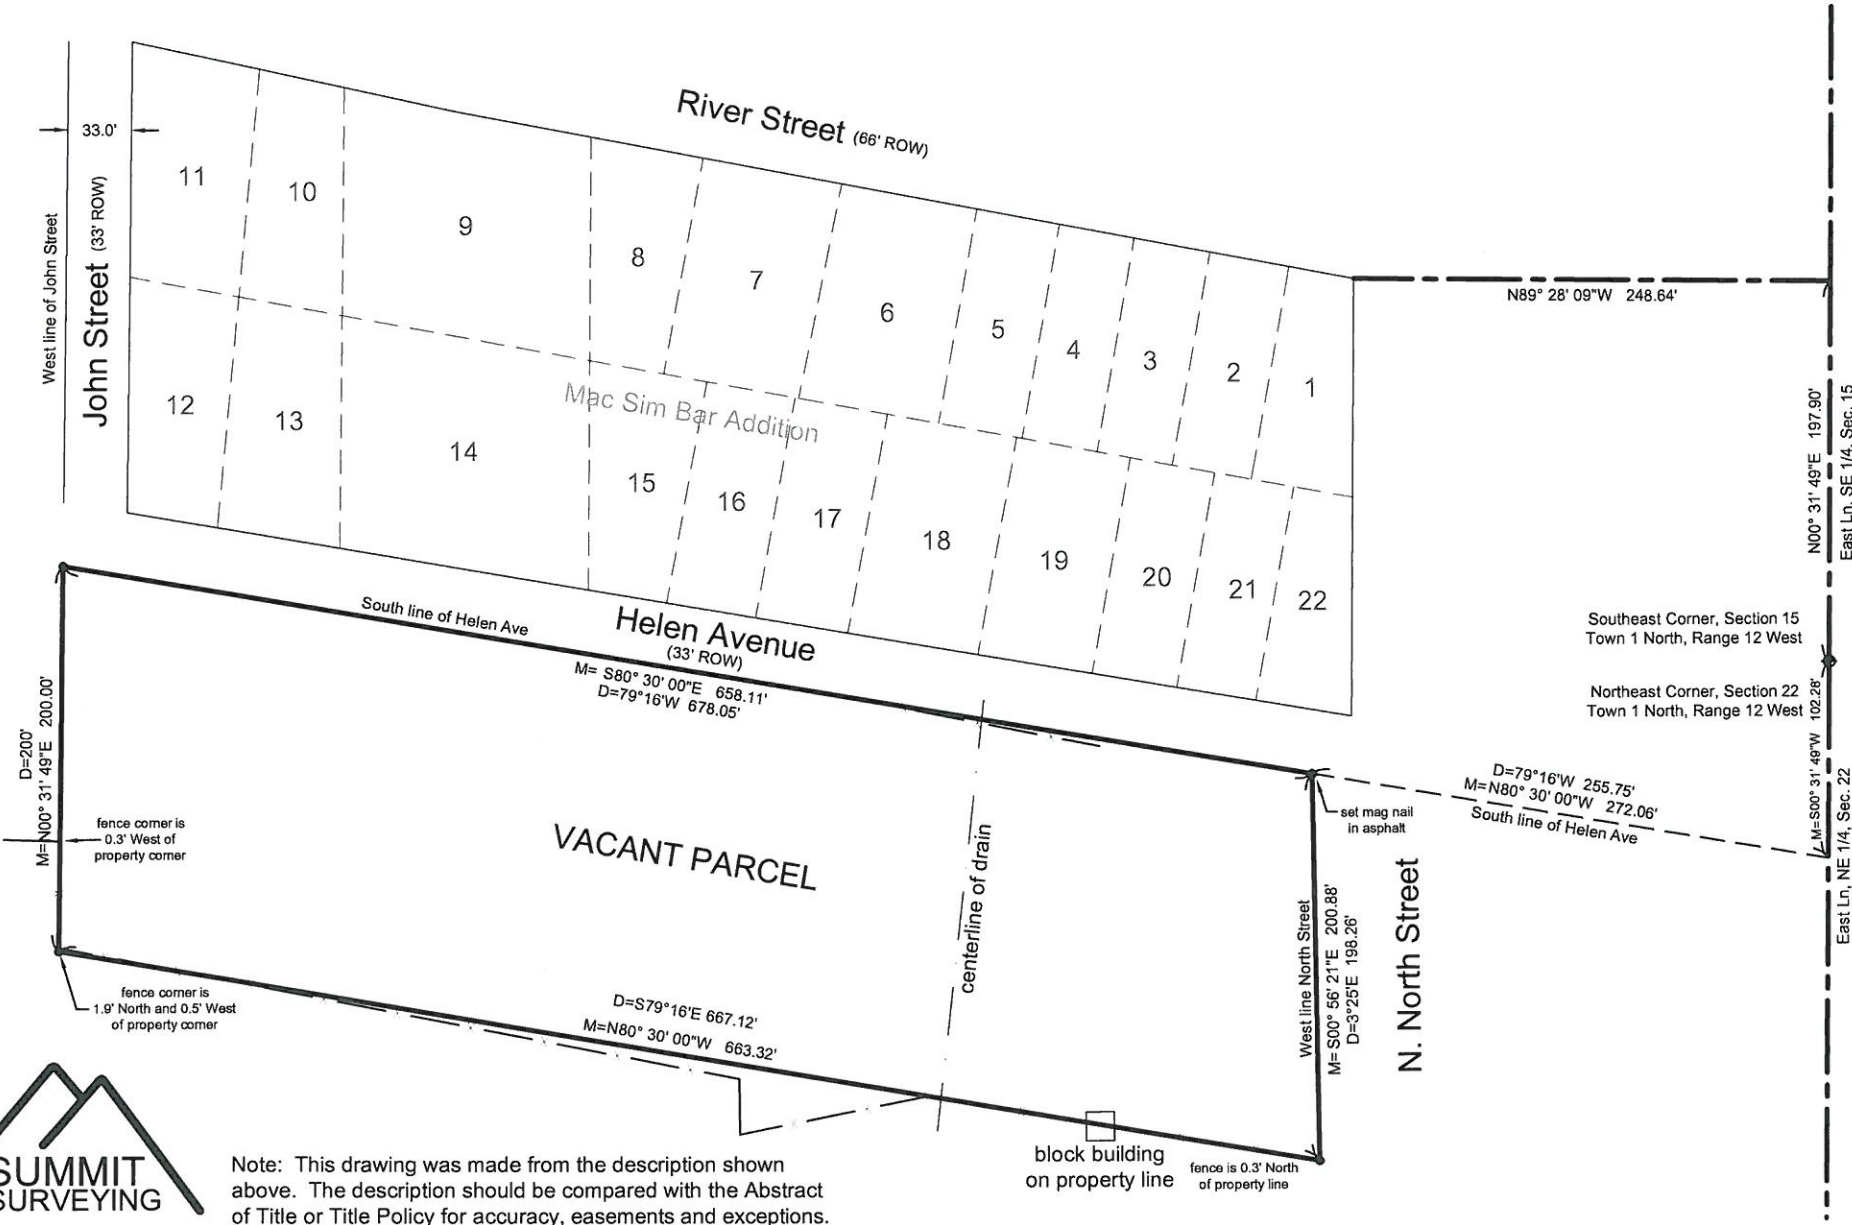 River Street (66' ROW)
33.0'
West line of John Street
John Street (33' ROW)
11
10
9
8
7
6
5
4
3
2
1
N89° 28' 09"W 248.64'
N00° 31' 49"E 197.90'
East Ln, SE 1/4, Sec. 15
Mac Sim Bar Addition
12
13
14
15
16
17
18
19
20
21
22
Southeast Corner, Section 15
Town 1 North, Range 12 West
Northeast Corner, Section 22
Town 1 North, Range 12 West
M=S00° 31' 49"W 102.28'
East Ln, NE 1/4, Sec. 22
South line of Helen Ave
Helen Avenue
(33' ROW)
M= S80° 30' 00"E 658.11'
D=79°16'W 678.05'
D=200'
M=N00° 31' 49"E 200.00'
D=79°16'W 255.75'
M=N80° 30' 00"W 272.06'
South line of Helen Ave
set mag nail
in asphalt
fence corner is
0.3' West of
property corner
VACANT PARCEL
centerline of drain
West line North Street
M= S00° 56' 21"E 200.88'
D=3°25'E 198.26'
N. North Street
fence corner is
1.9' North and 0.5' West
of property corner
D=S79°16'E 667.12'
M=N80° 30' 00"W 663.32'
block building
on property line
fence is 0.3' North
of property line
SUMMIT
SURVEYING
Note: This drawing was made from the description shown
above. The description should be compared with the Abstract
of Title or Title Policy for accuracy, easements and exceptions.